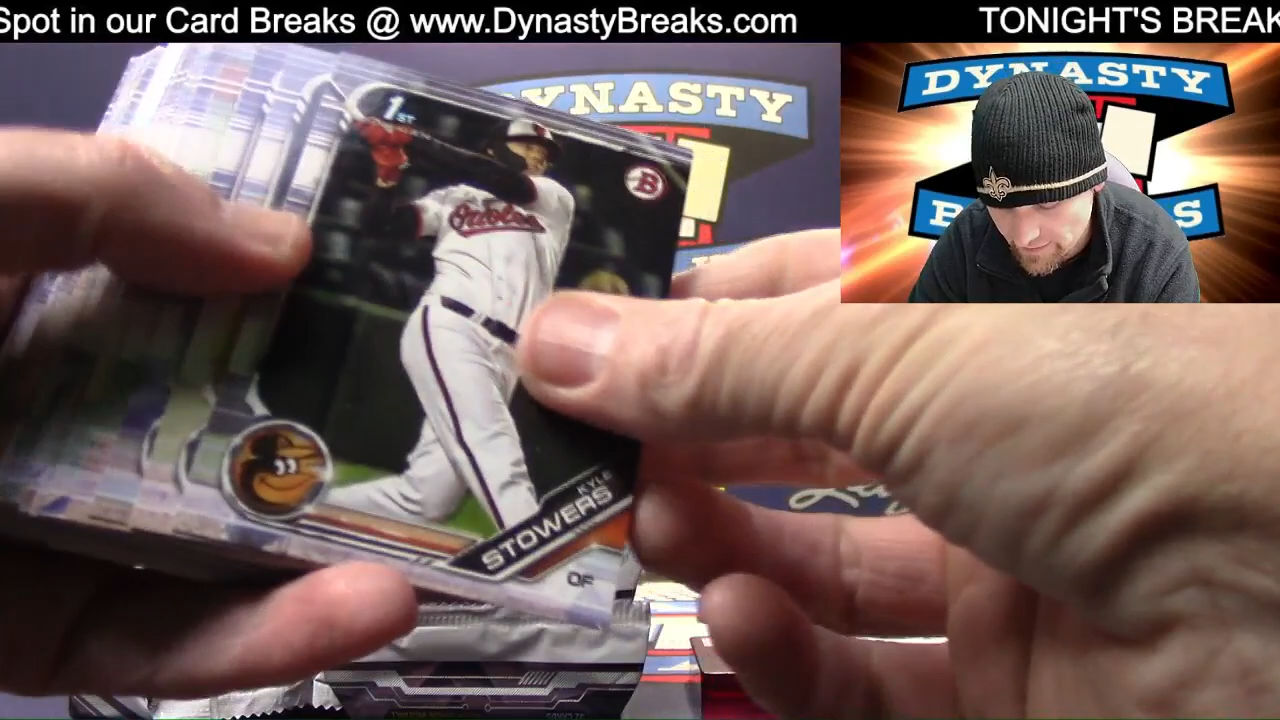 Spot in our Card Breaks @ www.DynastyBreaks.com
TONIGHT'S BREAK
DYNASTY
DYNASTY
1ST
B
Orioles
KYLE
STOWERS
OF